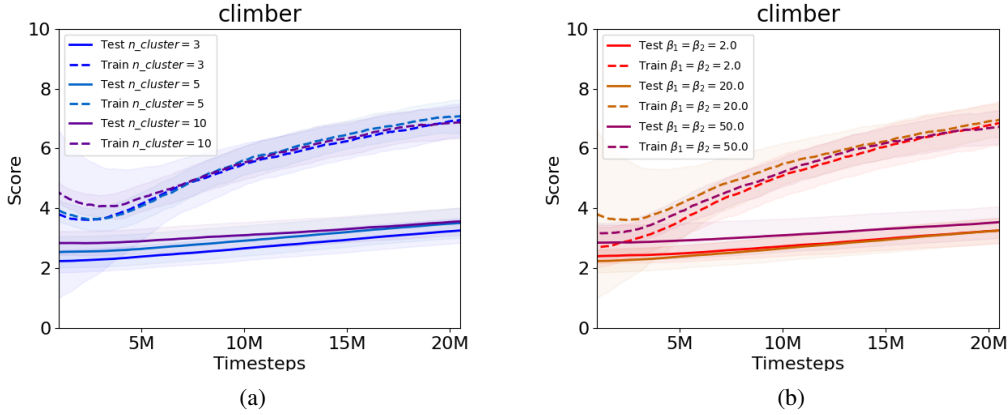 climber
10
8
6
4
2
0
Score
Test n_cluster = 3
Train n_cluster = 3
Test n_cluster = 5
Train n_cluster = 5
Test n_cluster = 10
Train n_cluster = 10
5M 10M 15M 20M
Timesteps
(a)
climber
10
8
6
4
2
0
Score
Test β₁ = β₂ = 2.0
Train β₁ = β₂ = 2.0
Test β₁ = β₂ = 20.0
Train β₁ = β₂ = 20.0
Test β₁ = β₂ = 50.0
Train β₁ = β₂ = 50.0
5M 10M 15M 20M
Timesteps
(b)